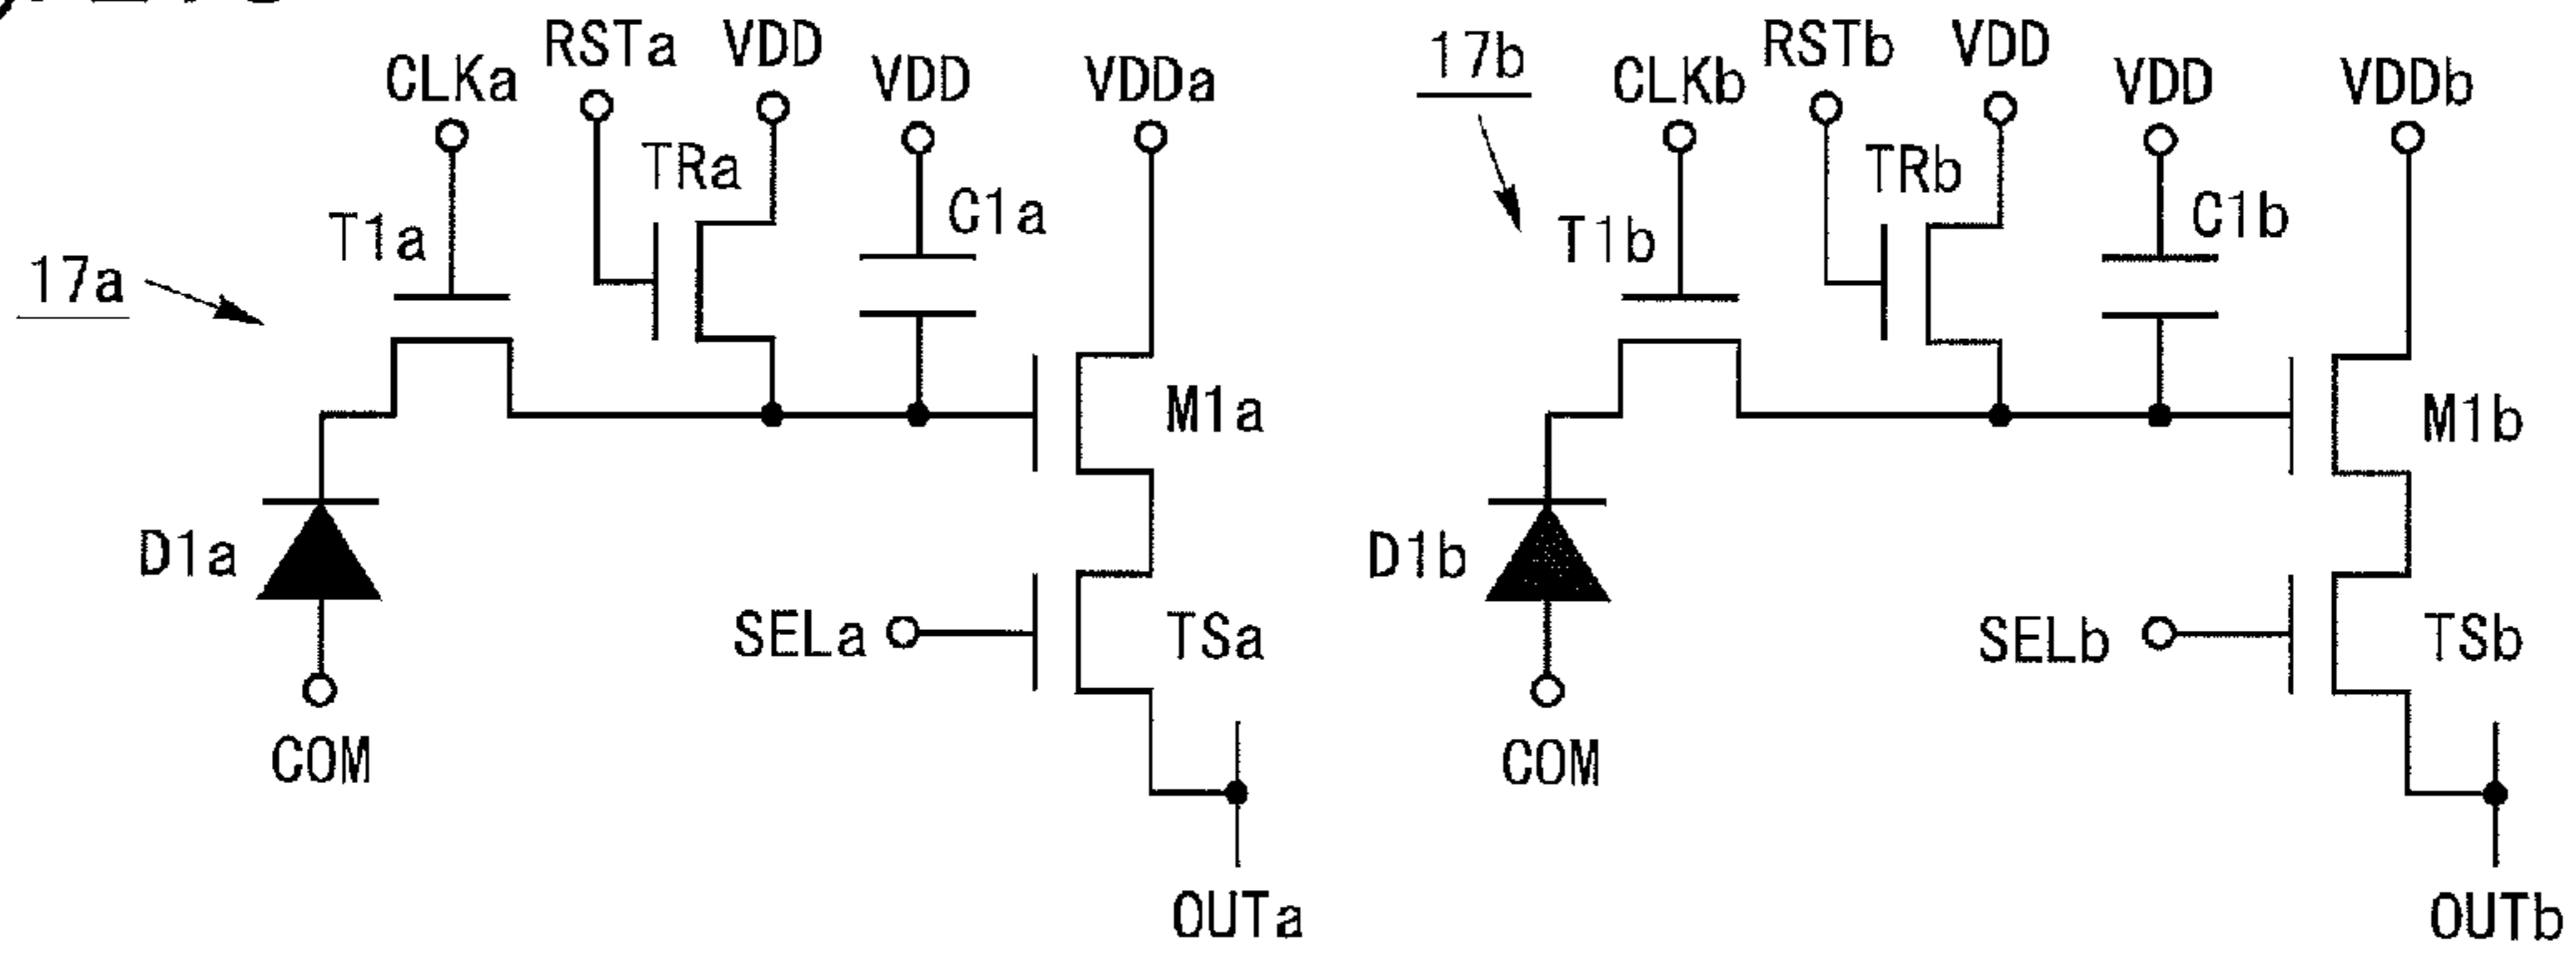 CLKa
RSTa
VDD
VDD
VDDa
TRa
T1a
C1a
17a
M1a
D1a
SELa
TSa
COM
OUTa
17b
CLKb
RSTb
VDD
VDD
VDDb
TRb
T1b
C1b
M1b
D1b
SELb
TSb
COM
OUTb